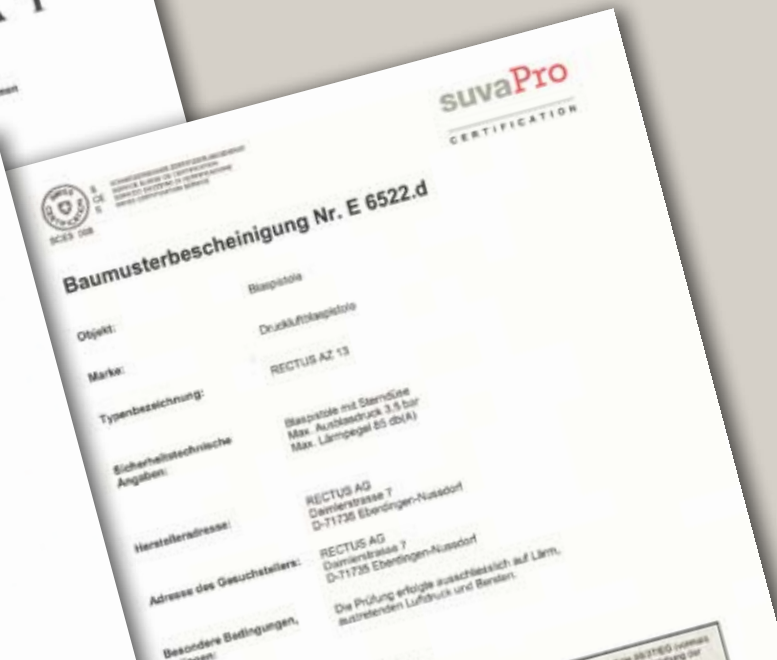 suvaPro
CERTIFICATION
SCES 008
Baumusterbescheinigung Nr. E 6522.d
Objekt:
Blaspistole
Marke:
Druckluftblaspistole
Typenbezeichnung:
RECTUS AZ 13
Sicherheitstechnische
Angaben:
Blaspistole mit Sterndüse
Max. Ausblasdruck 3,5 bar
Max. Lärmpegel 85 db(A)
Herstelleradresse:
RECTUS AG
Daimlerstrasse 7
D-71735 Eberdingen-Nussdorf
Adresse des Gesuchstellers:
RECTUS AG
Daimlerstrasse 7
D-71735 Eberdingen-Nussdorf
Besondere Bedingungen,
Die Prüfung erfolgte ausschliesslich auf Lärm,
austretenden Luftdruck und Bersten.